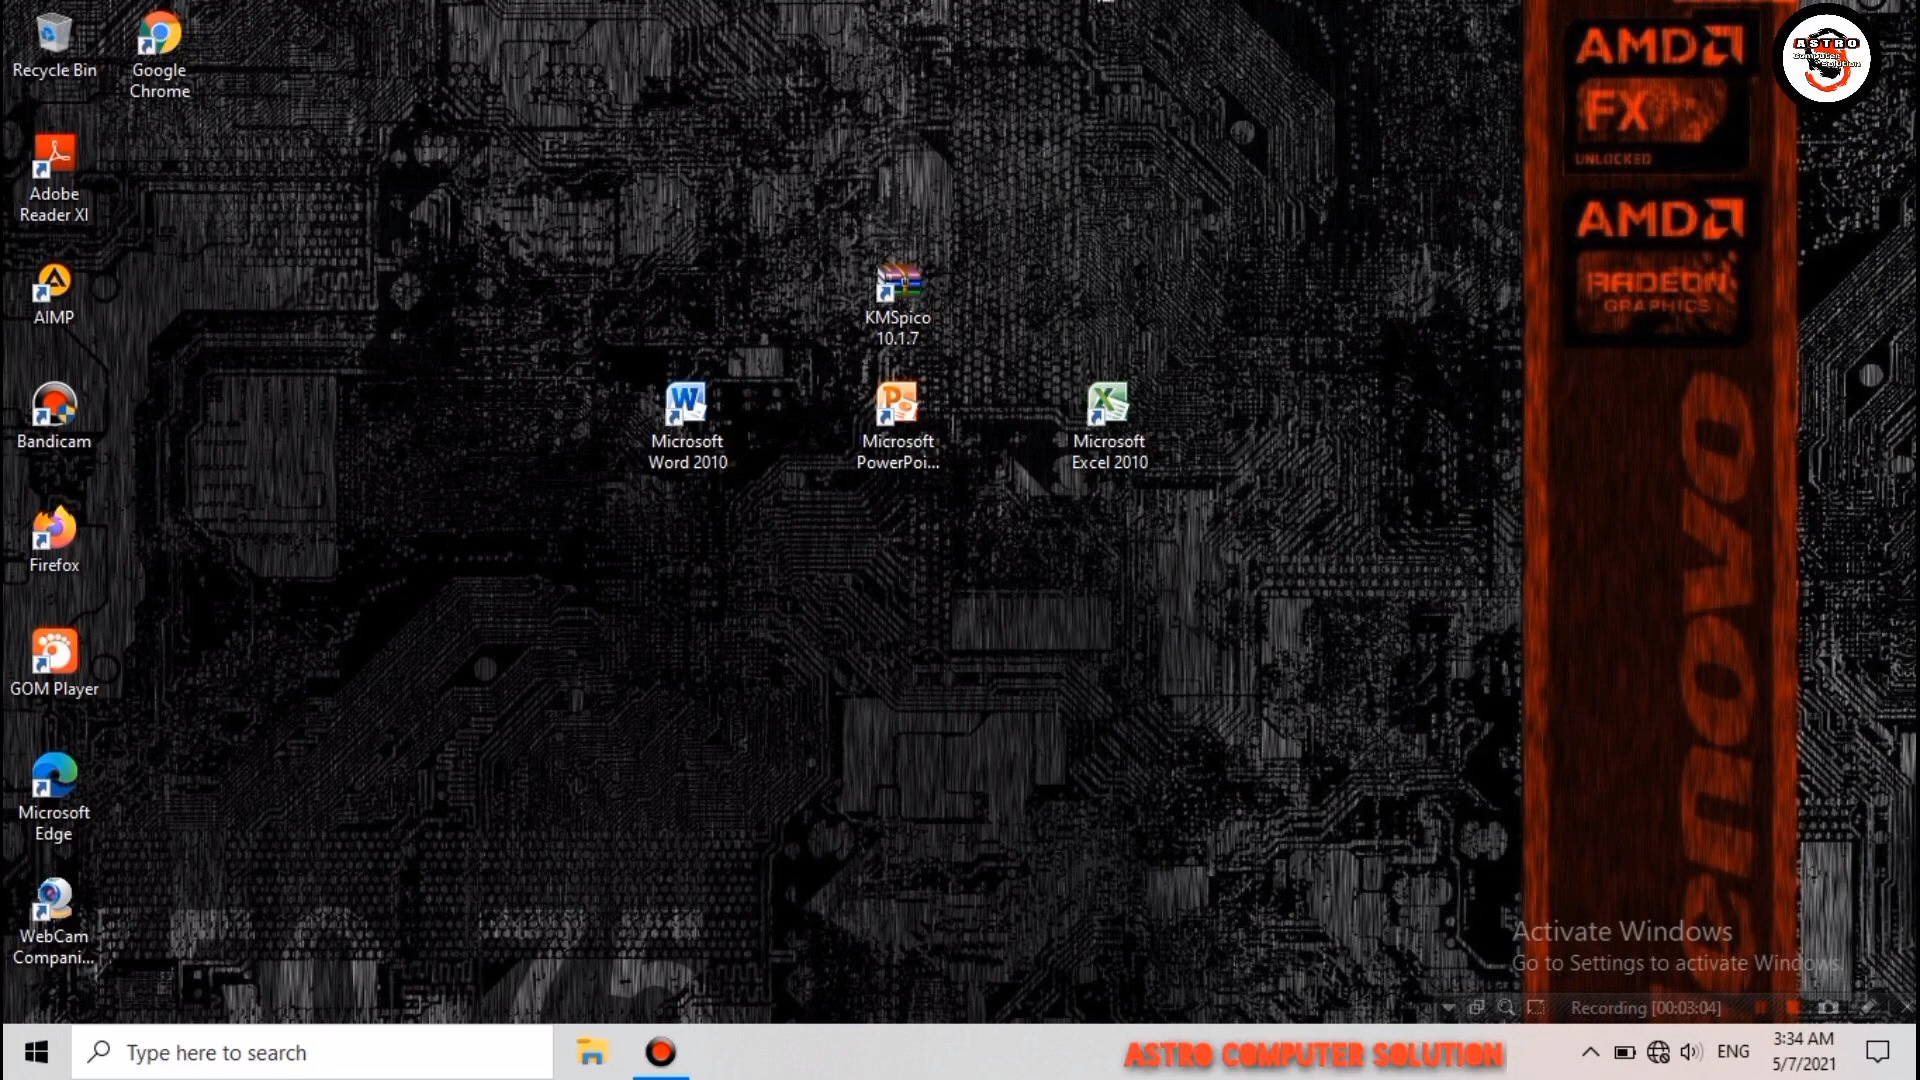 Recycle Bin
Google
Chrome
Adobe
Reader XI
AIMP
Bandicam
Firefox
GOM Player
Microsoft
Edge
WebCam
Compani...
KMSpico
10.1.7
Microsoft
Word 2010
Microsoft
PowerPoi...
Microsoft
Excel 2010
AMD
FX
UNLOCKED
AMD
RADEON
GRAPHICS
lenovo
ASTRO
Computer
Solution
Activate Windows
Go to Settings to activate Windows.
Recording [00:03:04]
Type here to search
ASTRO COMPUTER SOLUTION
ENG
3:34 AM
5/7/2021